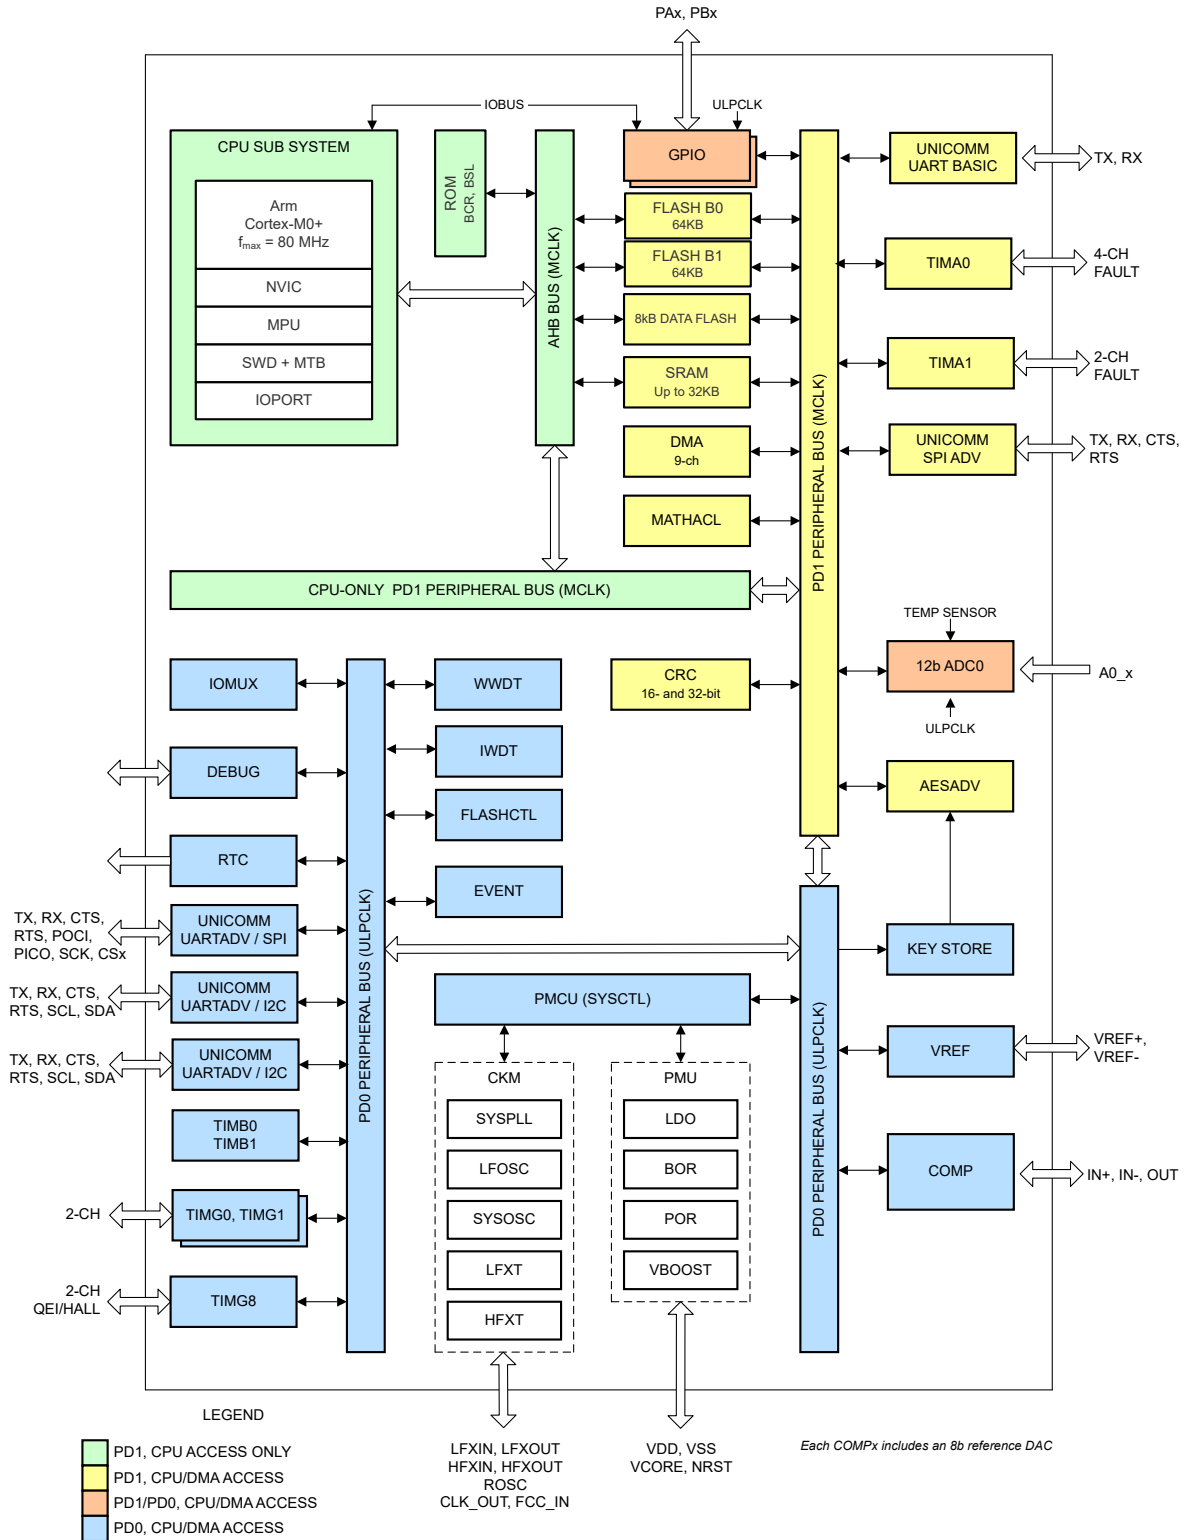 PAx, PBx
IOBUS
ULPCLK
CPU SUB SYSTEM
Arm
Cortex-M0+
fmax = 80 MHz
NVIC
MPU
SWD + MTB
IOPORT
ROM
BCR, BSL
AHB BUS (MCLK)
GPIO
FLASH B0
64KB
FLASH B1
64KB
8kB DATA FLASH
SRAM
Up to 32KB
DMA
9-ch
MATHACL
PD1 PERIPHERAL BUS (MCLK)
UNICOMM
UART BASIC
TX, RX
TIMA0
4-CH
FAULT
TIMA1
2-CH
FAULT
UNICOMM
SPI ADV
TX, RX, CTS,
RTS
CPU-ONLY PD1 PERIPHERAL BUS (MCLK)
TEMP SENSOR
12b ADC0
A0_x
ULPCLK
CRC
16- and 32-bit
AESADV
IOMUX
DEBUG
RTC
TX, RX, CTS,
RTS, POCI,
PICO, SCK, CSx
UNICOMM
UARTADV / SPI
TX, RX, CTS,
RTS, SCL, SDA
UNICOMM
UARTADV / I2C
TX, RX, CTS,
RTS, SCL, SDA
UNICOMM
UARTADV / I2C
TIMB0
TIMB1
2-CH
TIMG0, TIMG1
2-CH
QEI/HALL
TIMG8
PD0 PERIPHERAL BUS (ULPCLK)
WWDT
IWDT
FLASHCTL
EVENT
PMCU (SYSCTL)
CKM
SYSPLL
LFOSC
SYSOSC
LFXT
HFXT
PMU
LDO
BOR
POR
VBOOST
PD0 PERIPHERAL BUS (ULPCLK)
KEY STORE
VREF
VREF+,
VREF-
COMP
IN+, IN-, OUT
LFXIN, LFXOUT
HFXIN, HFXOUT
ROSC
CLK_OUT, FCC_IN
VDD, VSS
VCORE, NRST
Each COMPx includes an 8b reference DAC
LEGEND
PD1, CPU ACCESS ONLY
PD1, CPU/DMA ACCESS
PD1/PD0, CPU/DMA ACCESS
PD0, CPU/DMA ACCESS